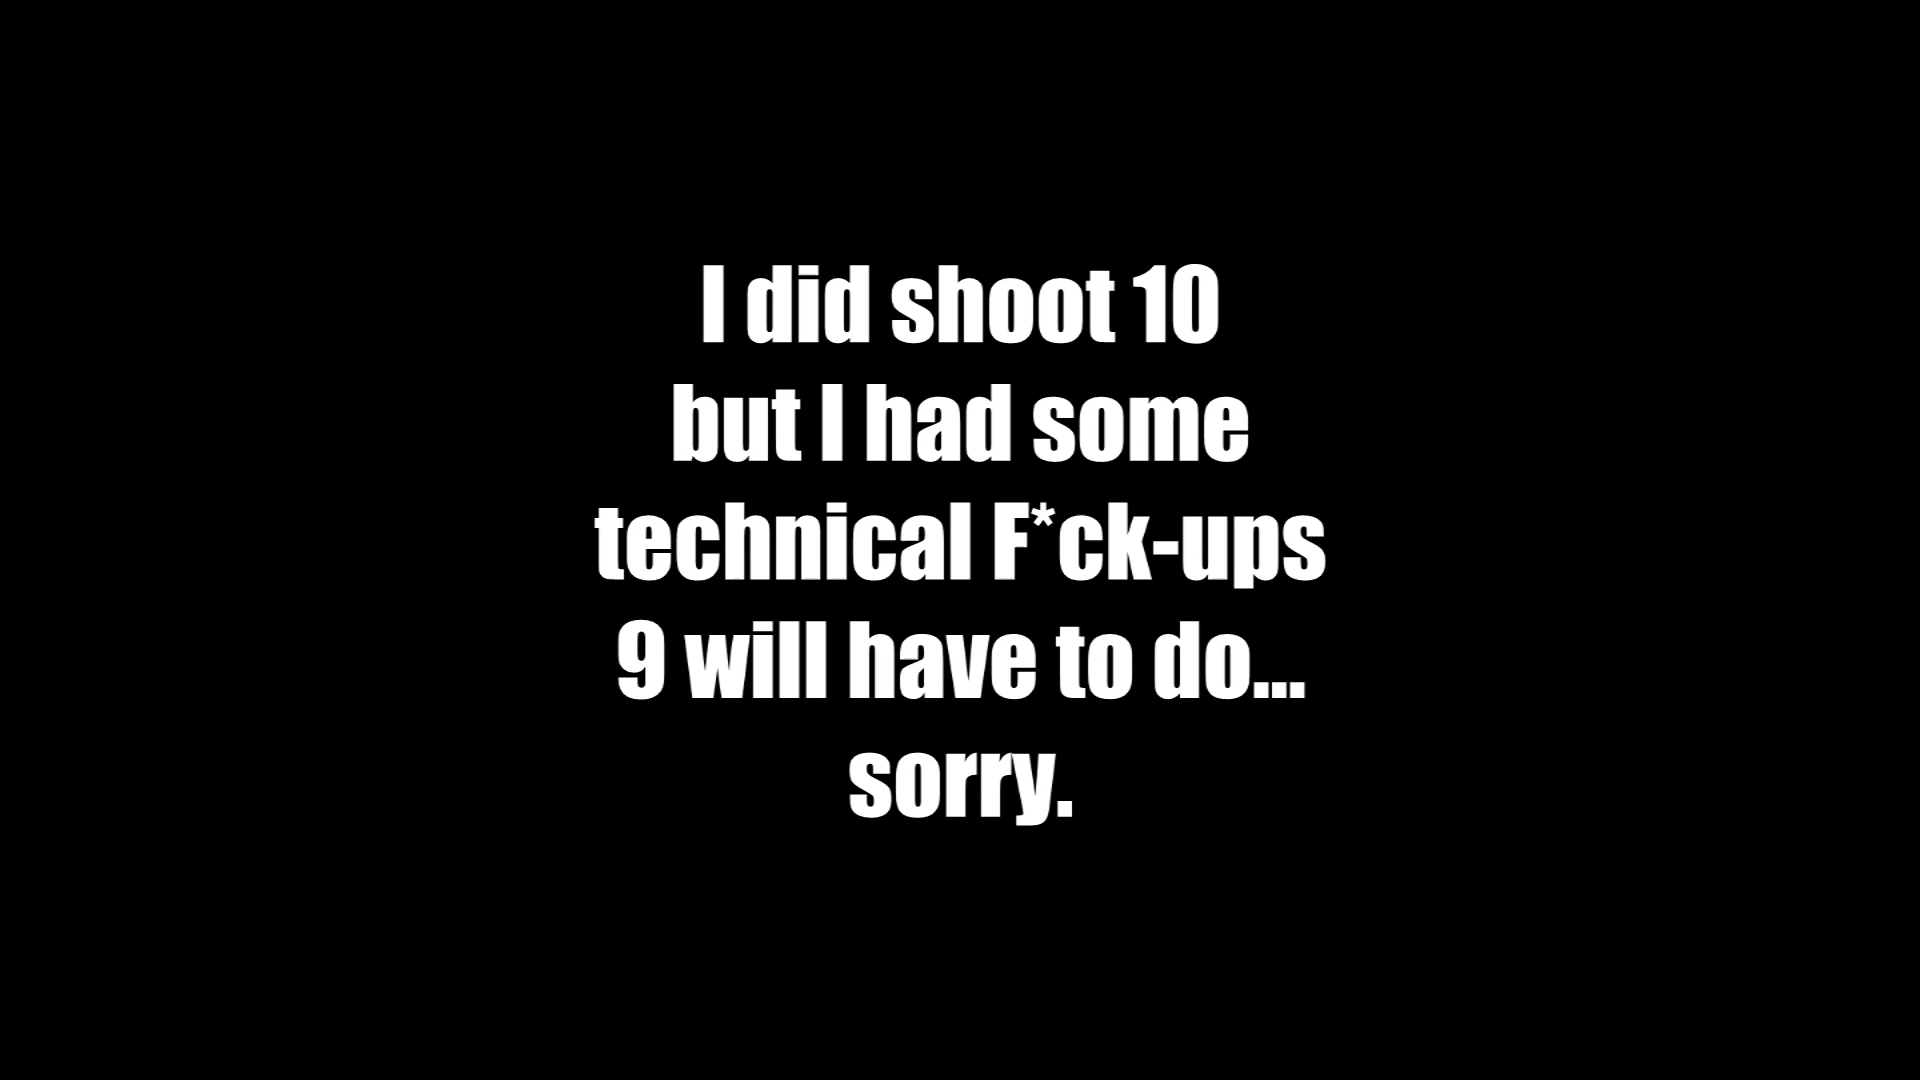 I did shoot 10
but I had some
technical F*ck-ups
9 will have to do...
sorry.